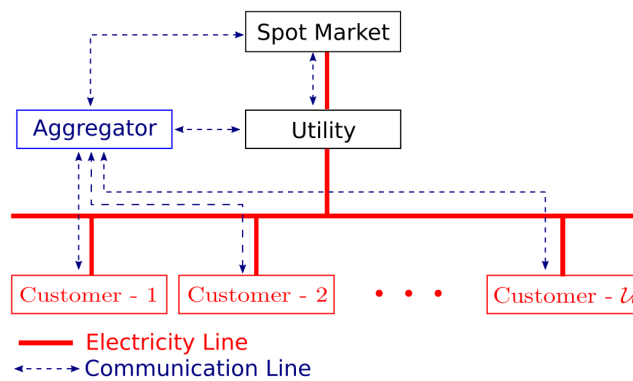 Spot Market
Aggregator
Utility
Customer - 1
Customer - 2
• • •
Customer - 𝒰
Electricity Line
Communication Line